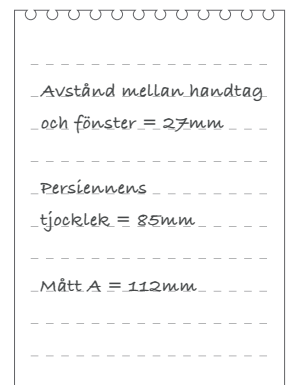 Avstånd mellan handtag
och fönster = 27mm
Persiennens
tjocklek = 85mm
Mått A = 112mm